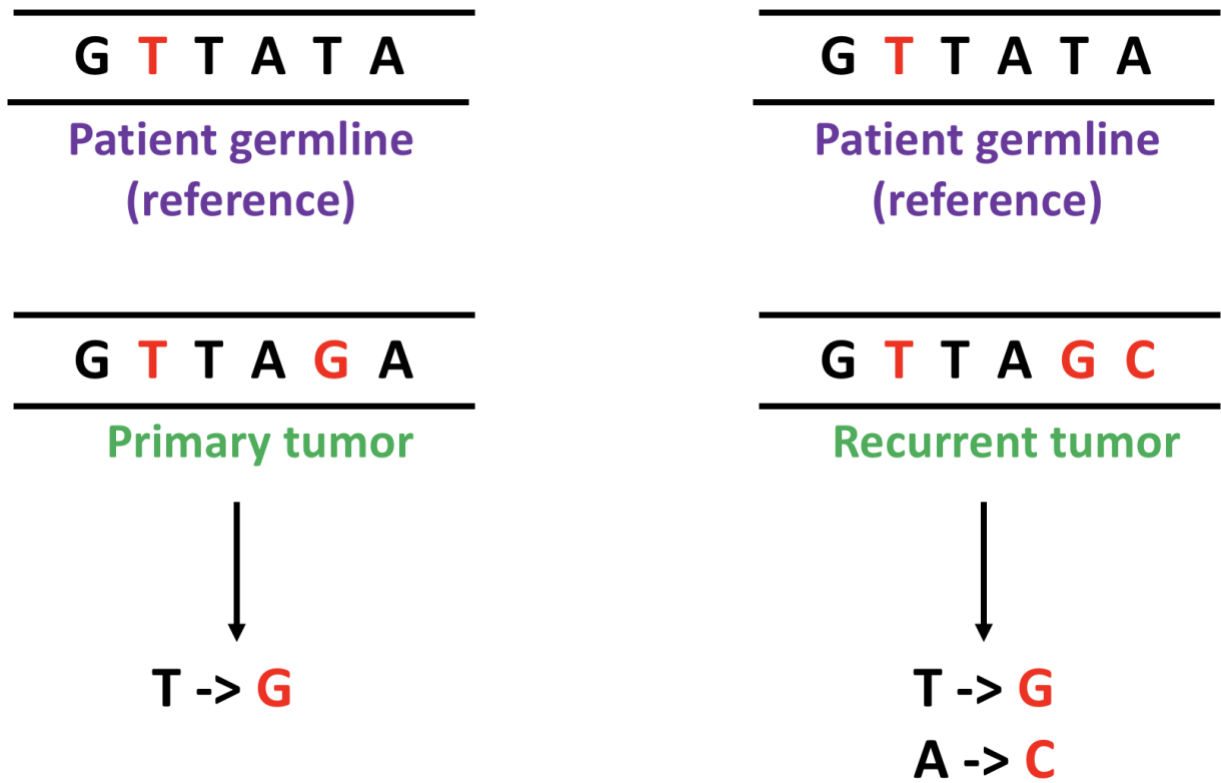 G T T A T A
Patient germline
(reference)
G T T A G A
Primary tumor
T -> G
G T T A T A
Patient germline
(reference)
G T T A G C
Recurrent tumor
T -> G
A -> C